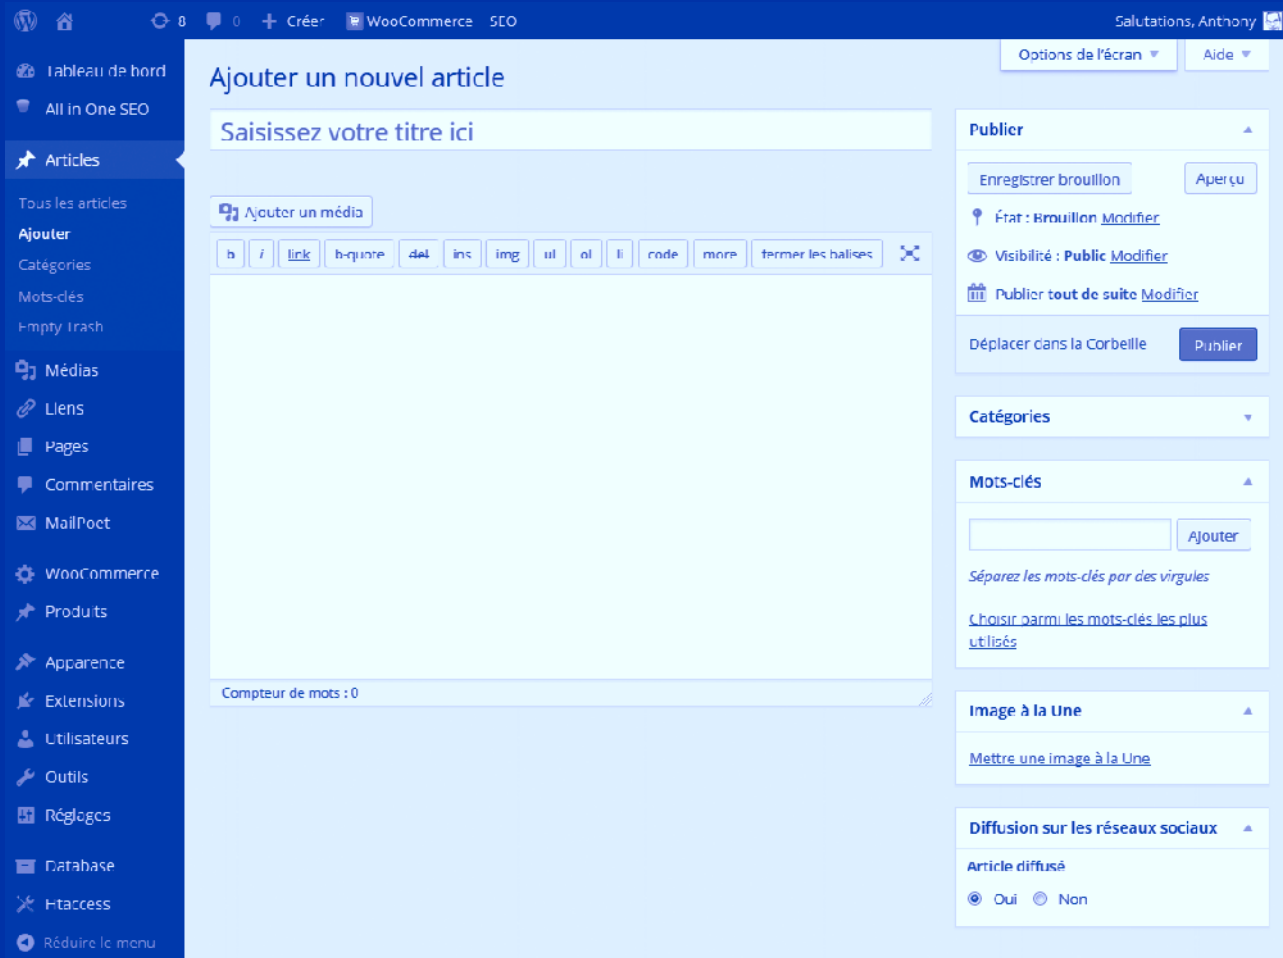 8 0 Créer WooCommerce SEO Salutations, Anthony
Options de l'écran Aide
Tableau de bord
All in One SEO
Articles
Tous les articles
Ajouter
Catégories
Mots-clés
Empty Trash
Médias
Liens
Pages
Commentaires
MailPoet
WooCommerce
Produits
Apparence
Extensions
Utilisateurs
Outils
Réglages
Database
Htaccess
Réduire le menu
Ajouter un nouvel article
Saisissez votre titre ici
Ajouter un média
b i link b-quote del ins img ul ol li code more fermer les balises
Compteur de mots : 0
Publier
Enregistrer brouillon Aperçu
État : Brouillon Modifier
Visibilité : Public Modifier
Publier tout de suite Modifier
Déplacer dans la Corbeille Publier
Catégories
Mots-clés
Ajouter
Séparez les mots-clés par des virgules
Choisir parmi les mots-clés les plus
utilisés
Image à la Une
Mettre une image à la Une
Diffusion sur les réseaux sociaux
Article diffusé
Oui Non